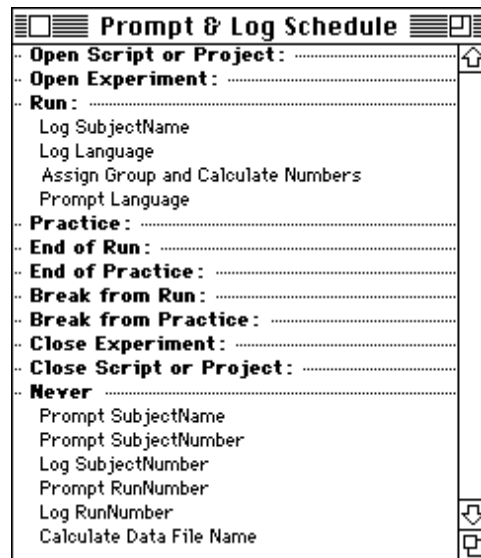 Prompt & Log Schedule
Open Script or Project:
Open Experiment:
Run:
Log SubjectName
Log Language
Assign Group and Calculate Numbers
Prompt Language
Practice:
End of Run:
End of Practice:
Break from Run:
Break from Practice:
Close Experiment:
Close Script or Project:
Never
Prompt SubjectName
Prompt SubjectNumber
Log SubjectNumber
Prompt RunNumber
Log RunNumber
Calculate Data File Name